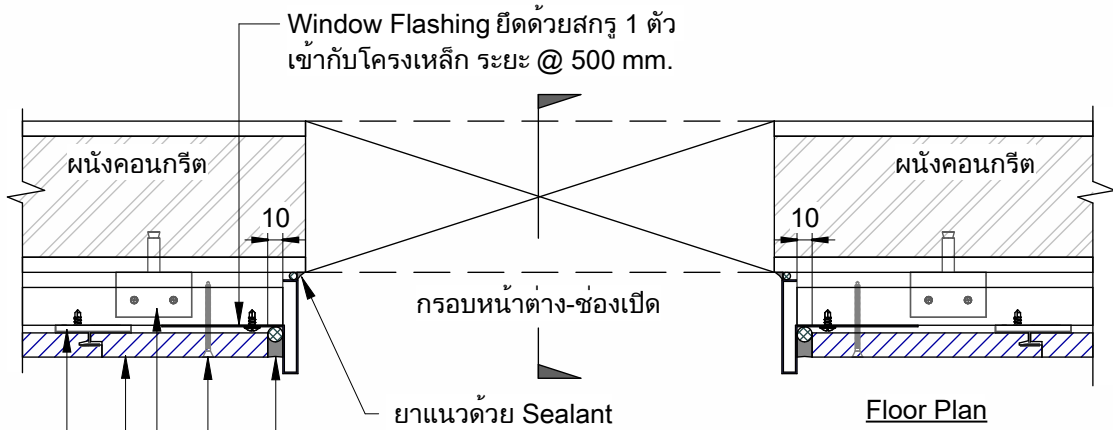 Window Flashing ยึดด้วยสกรู 1 ตัว
เข้ากับโครงเหล็ก ระยะ @ 500 mm.
ผนังคอนกรีต
ผนังคอนกรีต
10
10
กรอบหน้าต่าง-ช่องเปิด
ยาแนวด้วย Sealant
Floor Plan